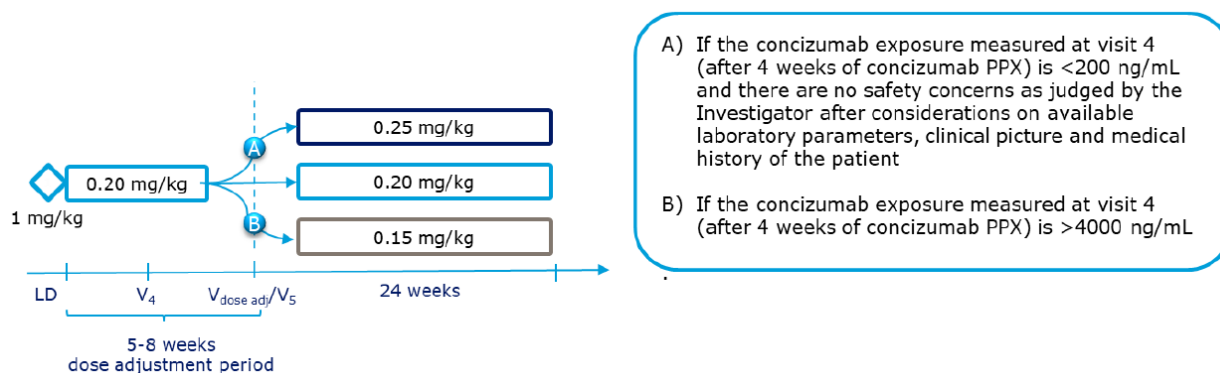 1 mg/kg
0.20 mg/kg
A
B
0.25 mg/kg
0.20 mg/kg
0.15 mg/kg
LD
V4
Vdose adj/V5
24 weeks
5-8 weeks
dose adjustment period
A) If the concizumab exposure measured at visit 4
(after 4 weeks of concizumab PPX) is <200 ng/mL
and there are no safety concerns as judged by the
Investigator after considerations on available
laboratory parameters, clinical picture and medical
history of the patient
B) If the concizumab exposure measured at visit 4
(after 4 weeks of concizumab PPX) is >4000 ng/mL
.